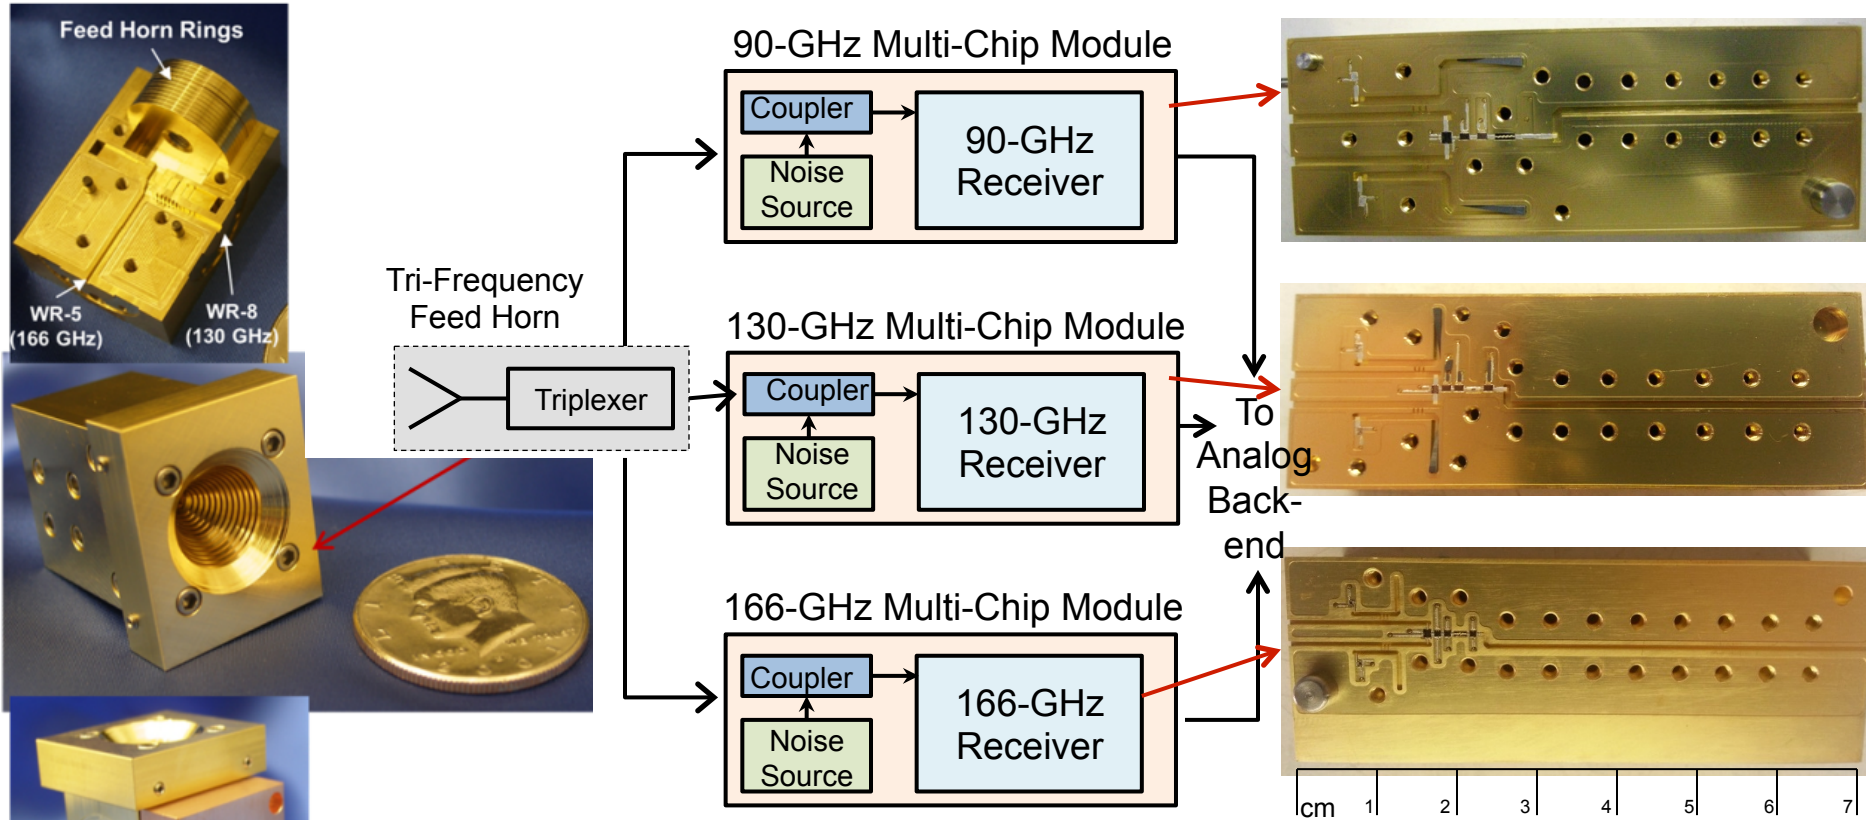 Feed Horn Rings
WR-5
(166 GHz)
WR-8
(130 GHz)
Tri-Frequency
Feed Horn
Triplexer
90-GHz Multi-Chip Module
Coupler
Noise
Source
90-GHz
Receiver
130-GHz Multi-Chip Module
Coupler
Noise
Source
130-GHz
Receiver
166-GHz Multi-Chip Module
Coupler
Noise
Source
166-GHz
Receiver
To
Analog
Back-
end
cm 1 2 3 4 5 6 7